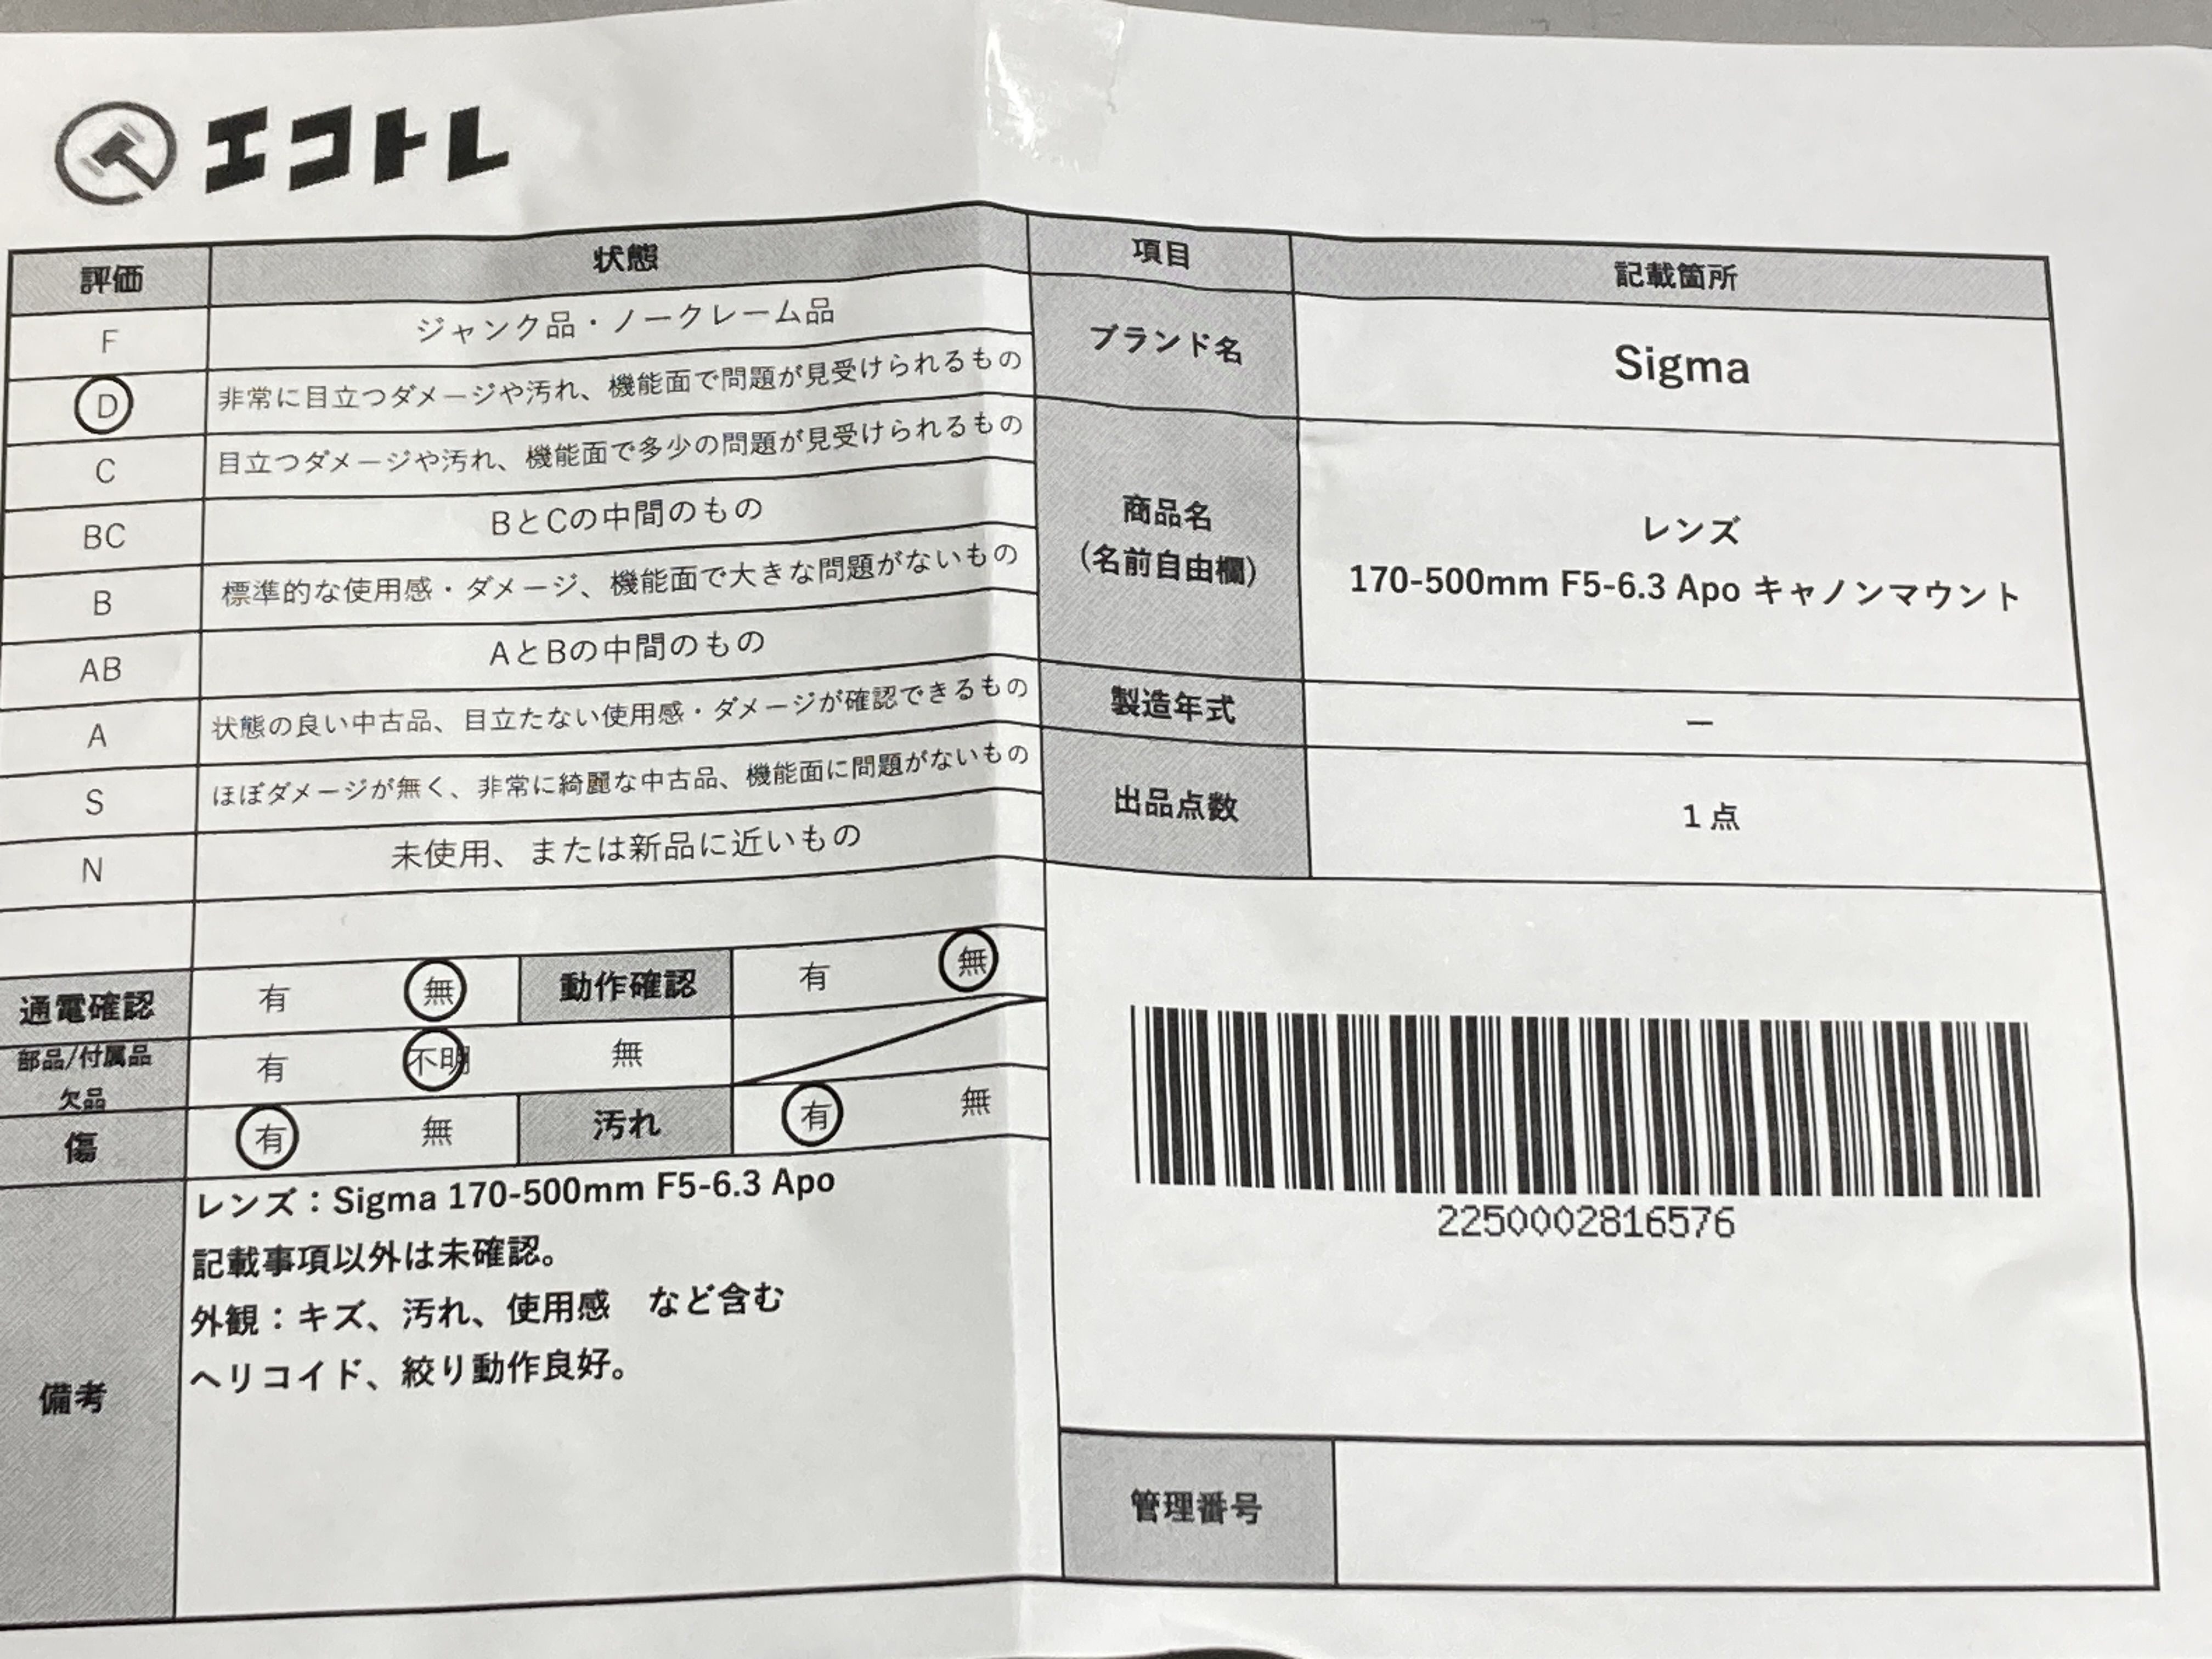 エコトレ
評価 状態
F ジャンク品・ノークレーム品
D 非常に目立つダメージや汚れ、機能面で問題が見受けられるもの
C 目立つダメージや汚れ、機能面で多少の問題が見受けられるもの
BC BとCの中間のもの
B 標準的な使用感・ダメージ、機能面で大きな問題がないもの
AB AとBの中間のもの
A 状態の良い中古品、目立たない使用感・ダメージが確認できるもの
S ほぼダメージが無く、非常に綺麗な中古品、機能面に問題がないもの
N 未使用、または新品に近いもの
通電確認 有 無 動作確認 有 無
部品/付属品
欠品 有 不明 無
傷 有 無 汚れ 有 無
備考
レンズ：Sigma 170-500mm F5-6.3 Apo
記載事項以外は未確認。
外観：キズ、汚れ、使用感 など含む
ヘリコイド、絞り動作良好。
項目 記載箇所
ブランド名 Sigma
商品名
(名前自由欄)
レンズ
170-500mm F5-6.3 Apo キャノンマウント
製造年式 ー
出品点数 1点
2250002816576
管理番号